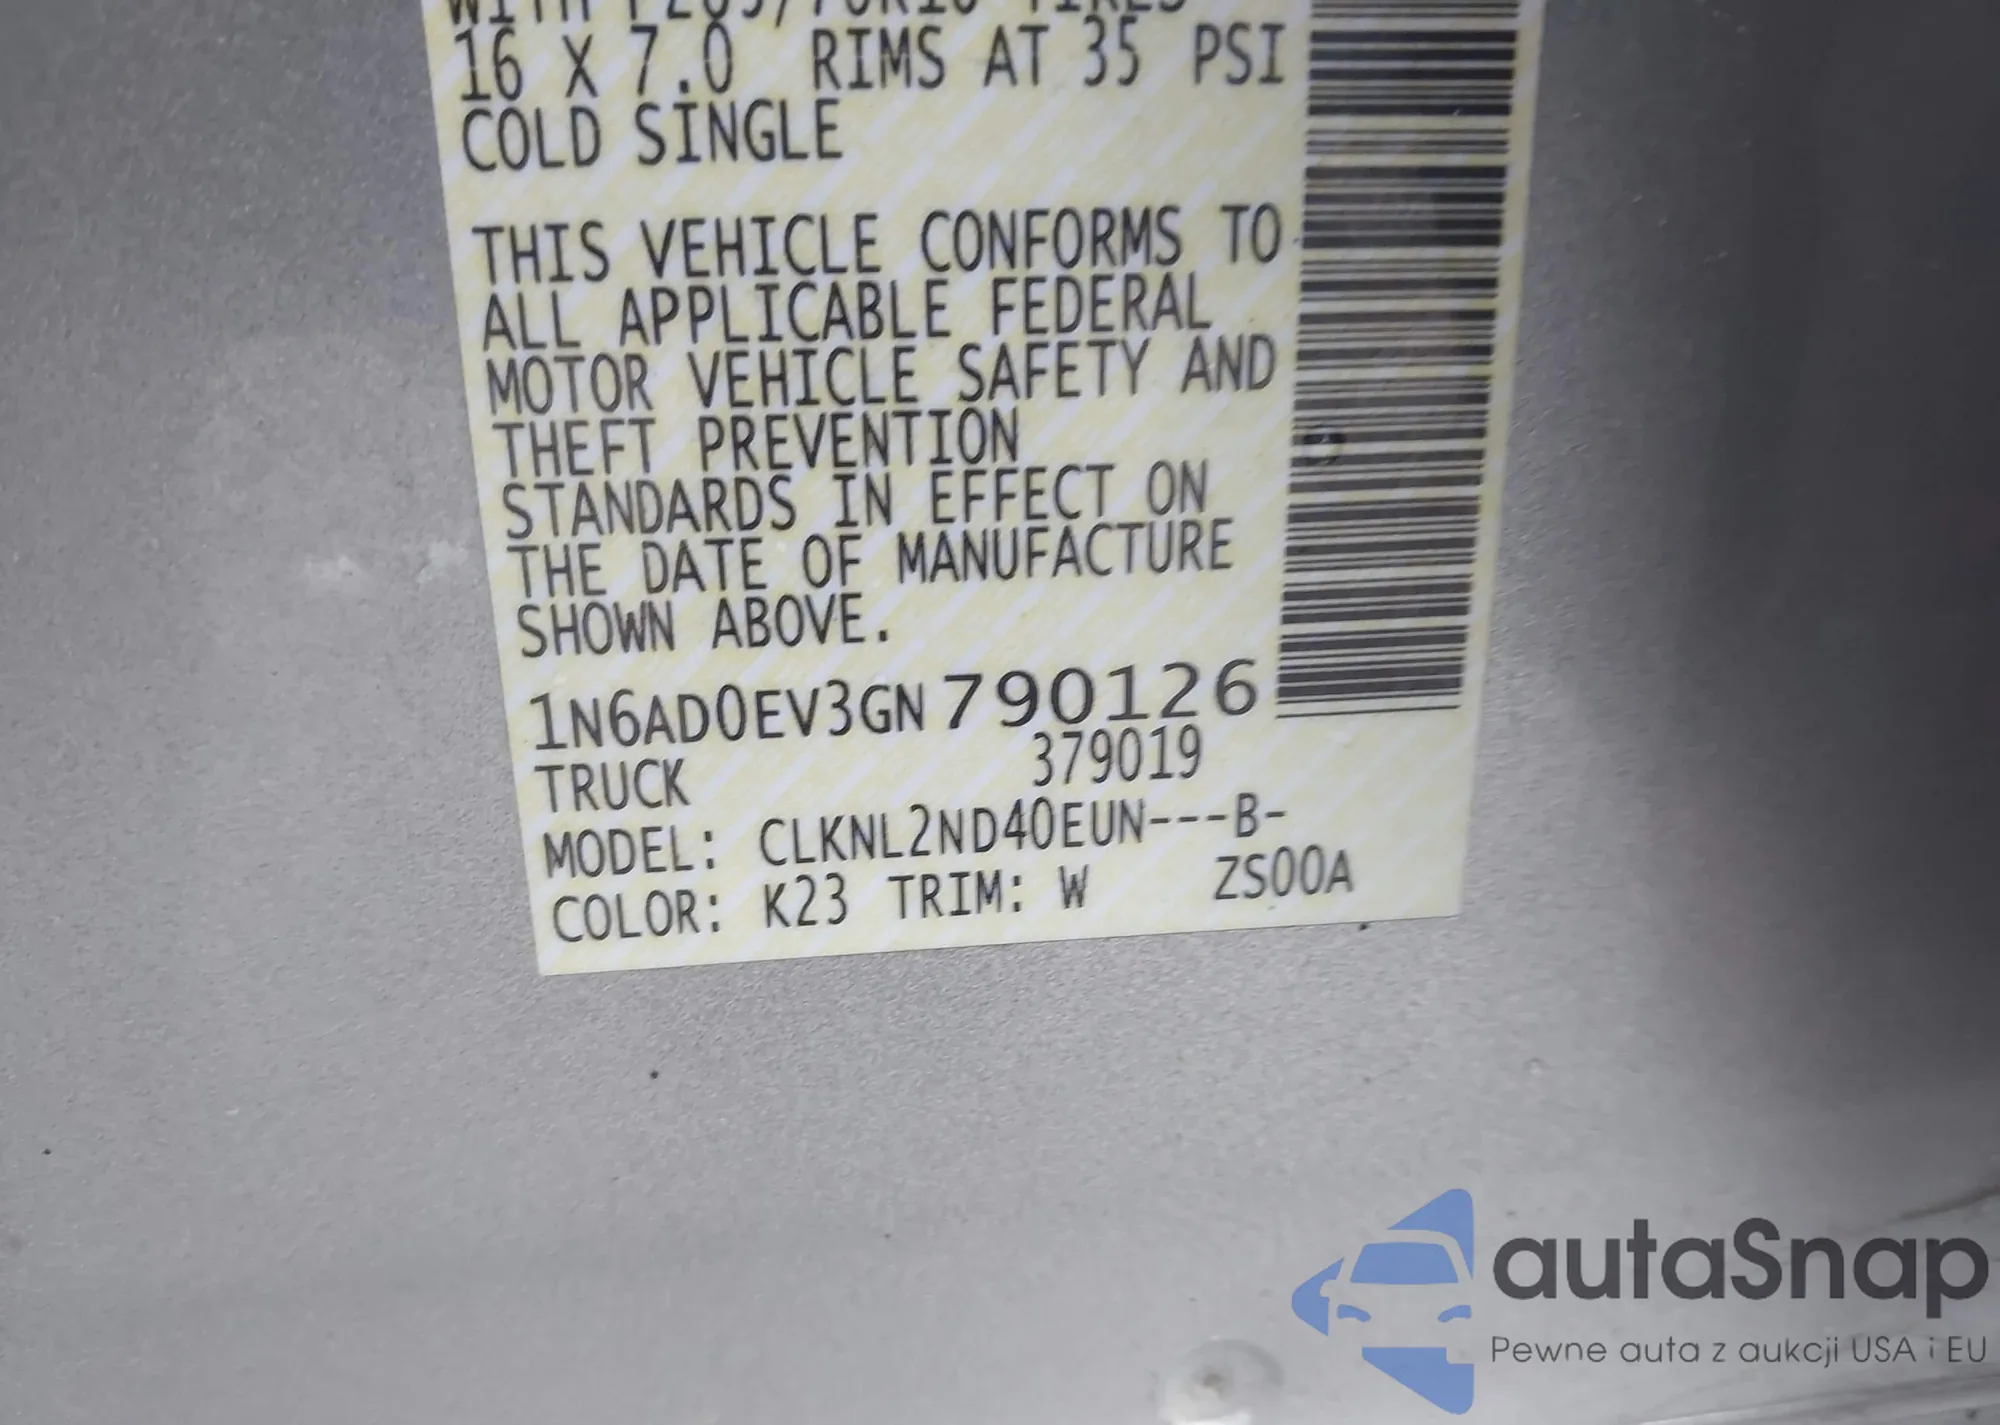 16 X 7.0 RIMS AT 35 PSI
COLD SINGLE
THIS VEHICLE CONFORMS TO
ALL APPLICABLE FEDERAL
MOTOR VEHICLE SAFETY AND
THEFT PREVENTION
STANDARDS IN EFFECT ON
THE DATE OF MANUFACTURE
SHOWN ABOVE.
1N6AD0EV3GN790126
TRUCK 379019
MODEL: CLKNL2ND40EUN---B-
COLOR: K23 TRIM: W ZS00A
autaSnap
Pewne auta z aukcji USA i EU